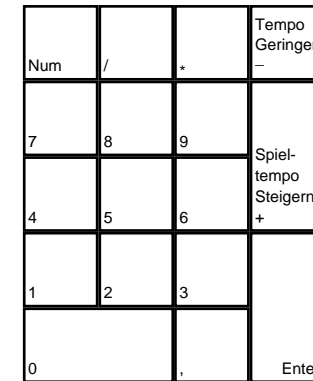 Tempo
Geringer
–
Num
/
*
7
8
9
Spiel-
tempo
Steigern
+
4
5
6
1
2
3
0
,
Ente